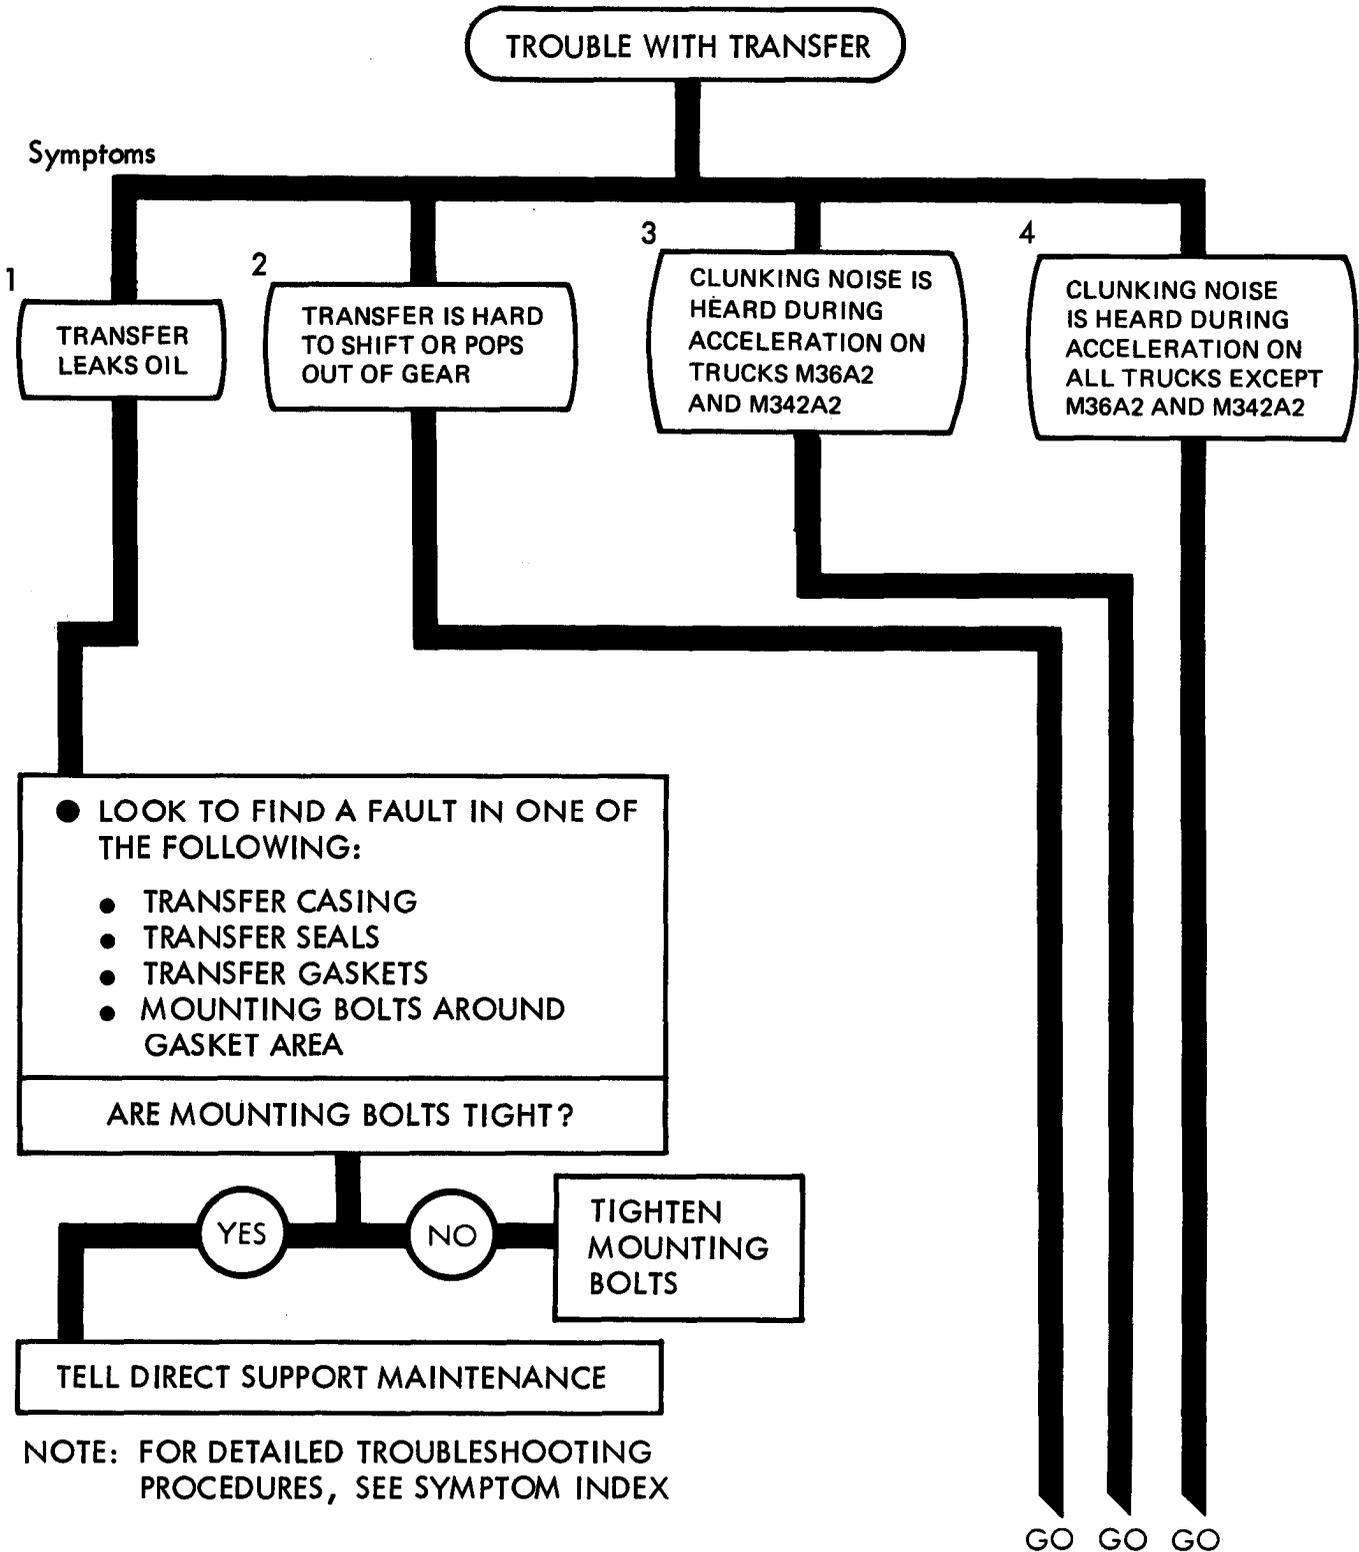 TROUBLE WITH TRANSFER
Symptoms
1
TRANSFER
LEAKS OIL
2
TRANSFER IS HARD
TO SHIFT OR POPS
OUT OF GEAR
3
CLUNKING NOISE IS
HEARD DURING
ACCELERATION ON
TRUCKS M36A2
AND M342A2
4
CLUNKING NOISE
IS HEARD DURING
ACCELERATION ON
ALL TRUCKS EXCEPT
M36A2 AND M342A2
● LOOK TO FIND A FAULT IN ONE OF
THE FOLLOWING:
● TRANSFER CASING
● TRANSFER SEALS
● TRANSFER GASKETS
● MOUNTING BOLTS AROUND
GASKET AREA
ARE MOUNTING BOLTS TIGHT?
YES
NO
TIGHTEN
MOUNTING
BOLTS
TELL DIRECT SUPPORT MAINTENANCE
NOTE: FOR DETAILED TROUBLESHOOTING
PROCEDURES, SEE SYMPTOM INDEX
GO GO GO